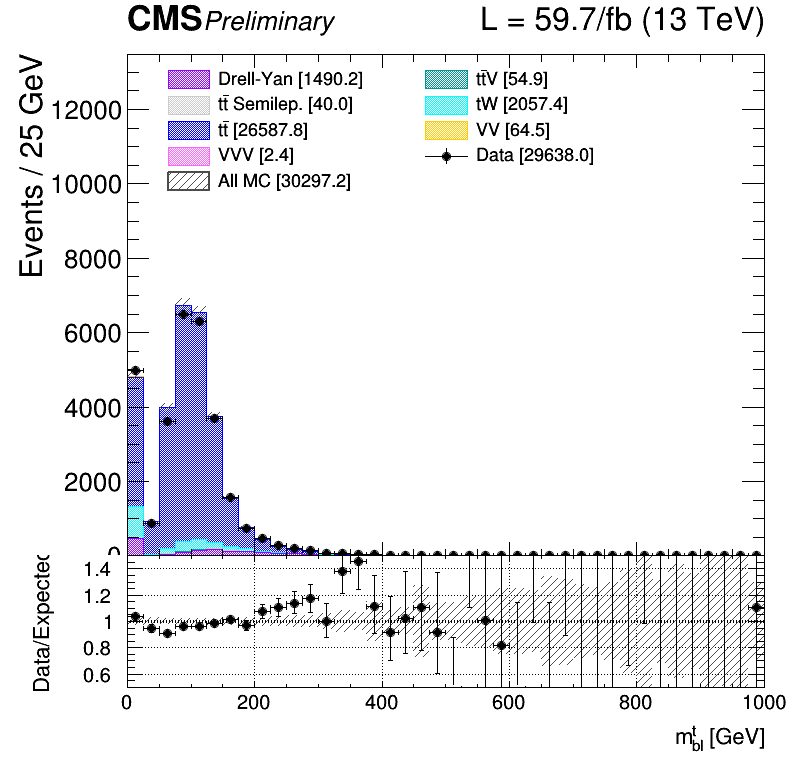 CMS Preliminary L = 59.7/fb (13 TeV)
Events / 25 GeV
12000
10000
8000
6000
4000
2000
0
Drell-Yan [1490.2]
tt̄ Semilep. [40.0]
tt̄ [26587.8]
VVV [2.4]
All MC [30297.2]
tt̄V [54.9]
tW [2057.4]
VV [64.5]
Data [29638.0]
Data/Expected
1.4
1.2
1
0.8
0.6
0 200 400 600 800 1000
m^t_bl [GeV]